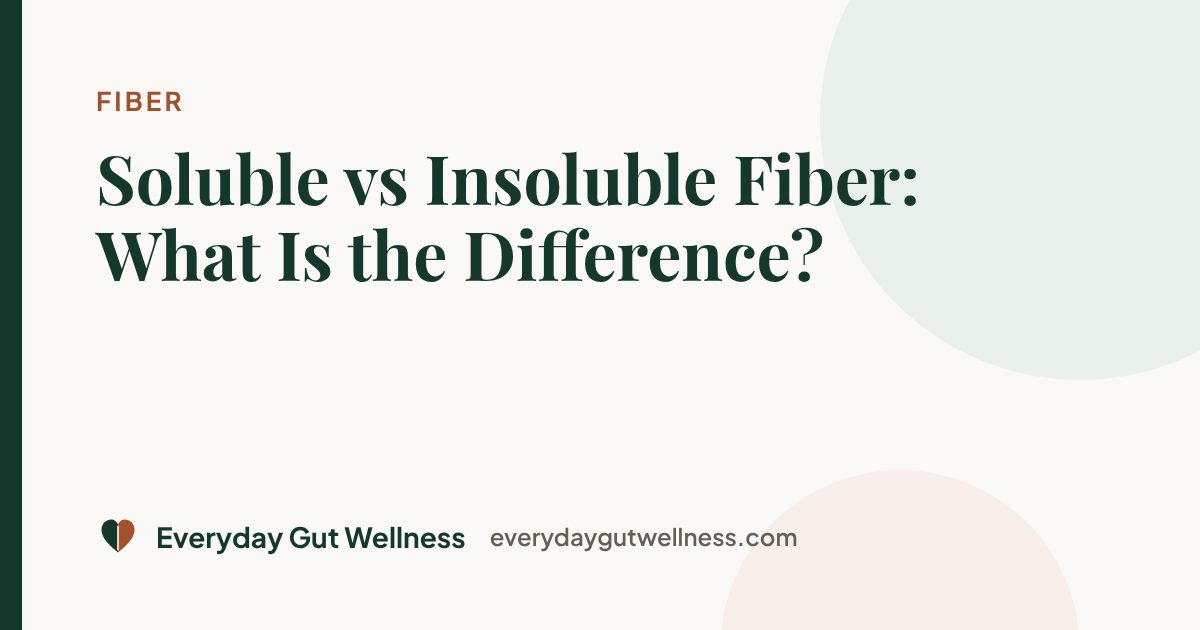 FIBER
Soluble vs Insoluble Fiber:
What Is the Difference?
Everyday Gut Wellness everydaygutwellness.com